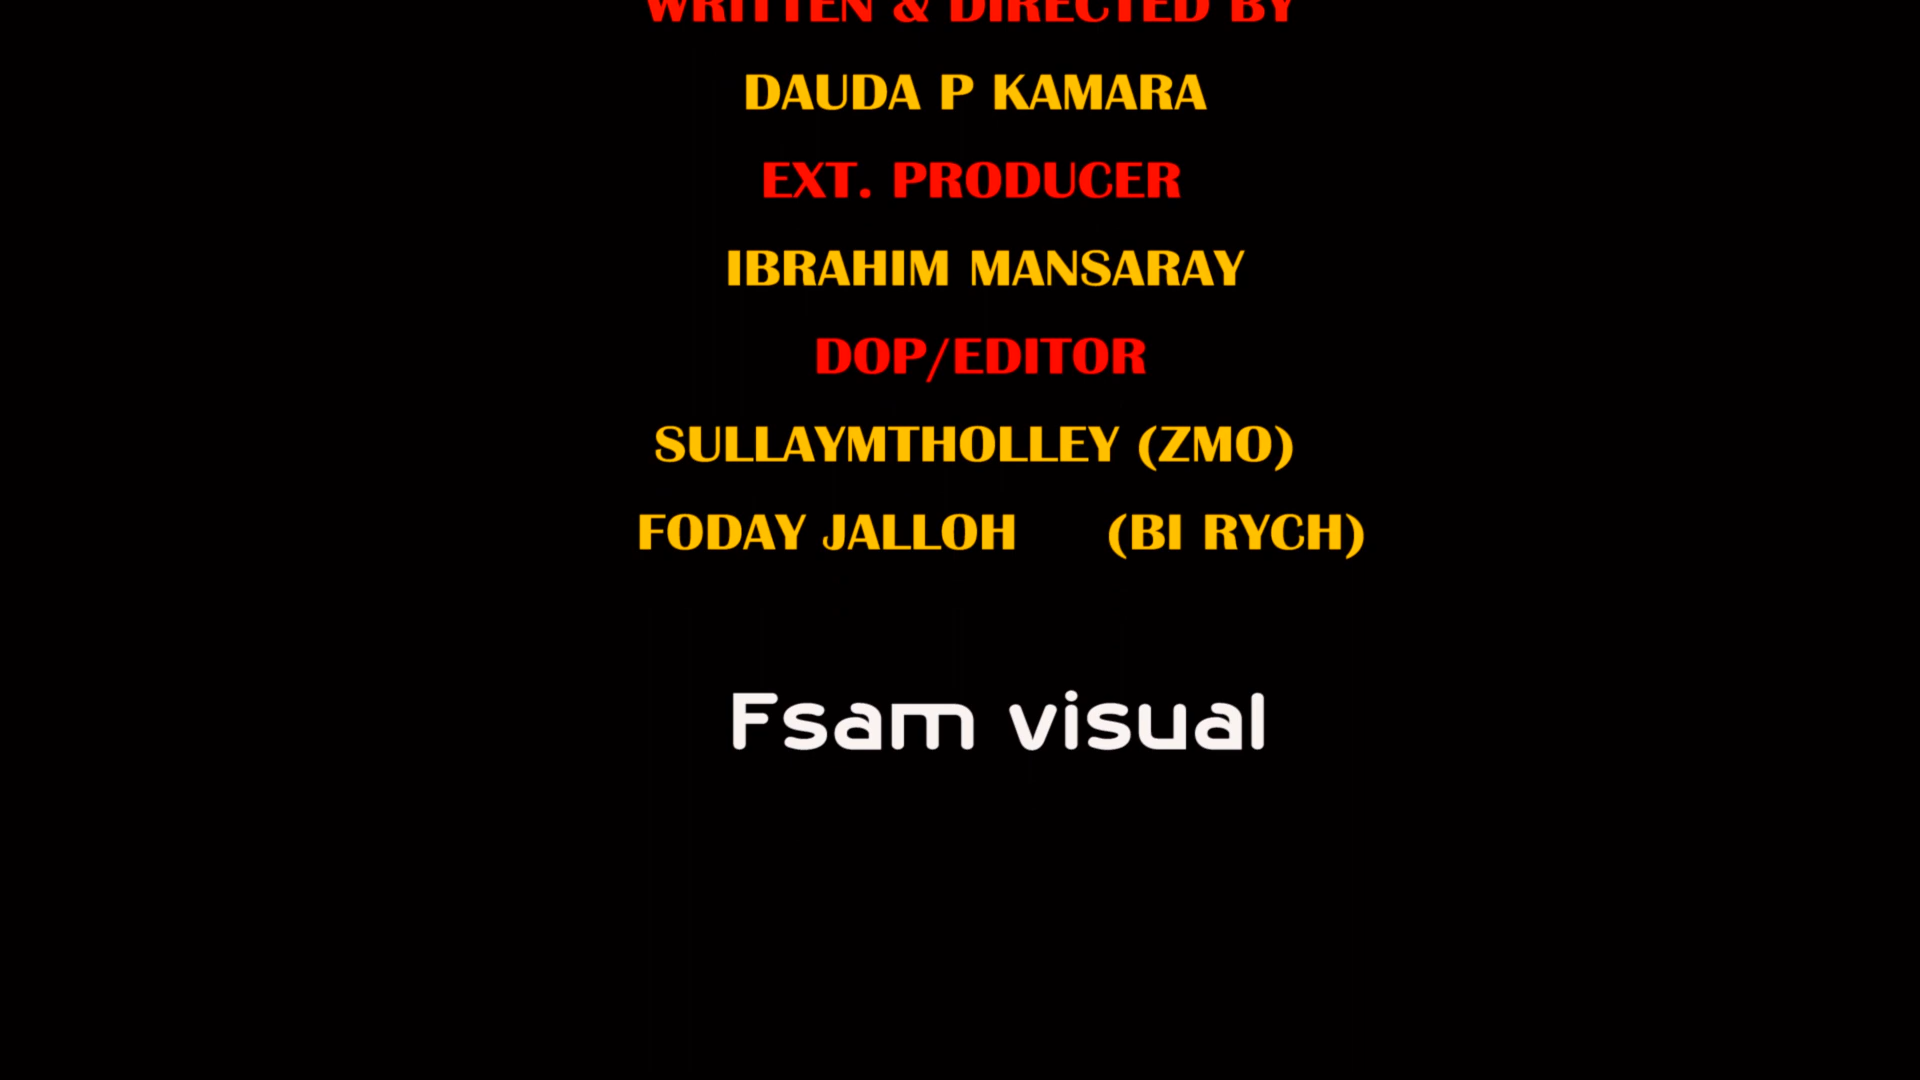 WRITTEN & DIRECTED BY
DAUDA P KAMARA
EXT. PRODUCER
IBRAHIM MANSARAY
DOP/EDITOR
SULLAYMTHOLLEY (ZMO)
FODAY JALLOH (BI RYCH)
Fsam visual